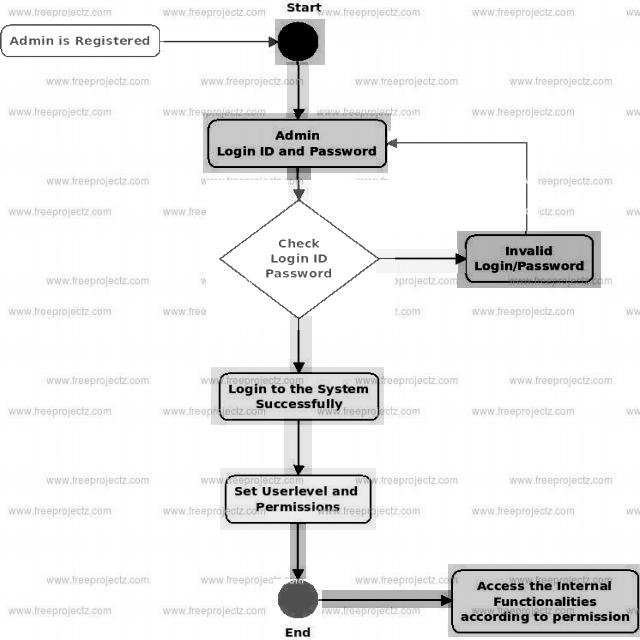 Start
Admin is Registered
www.freeprojectz.com
Admin
Login ID and Password
Check
Login ID
Password
Invalid
Login/Password
Login to the System
Successfully
Set Userlevel and
Permissions
End
Access the Internal
Functionalities
according to permission